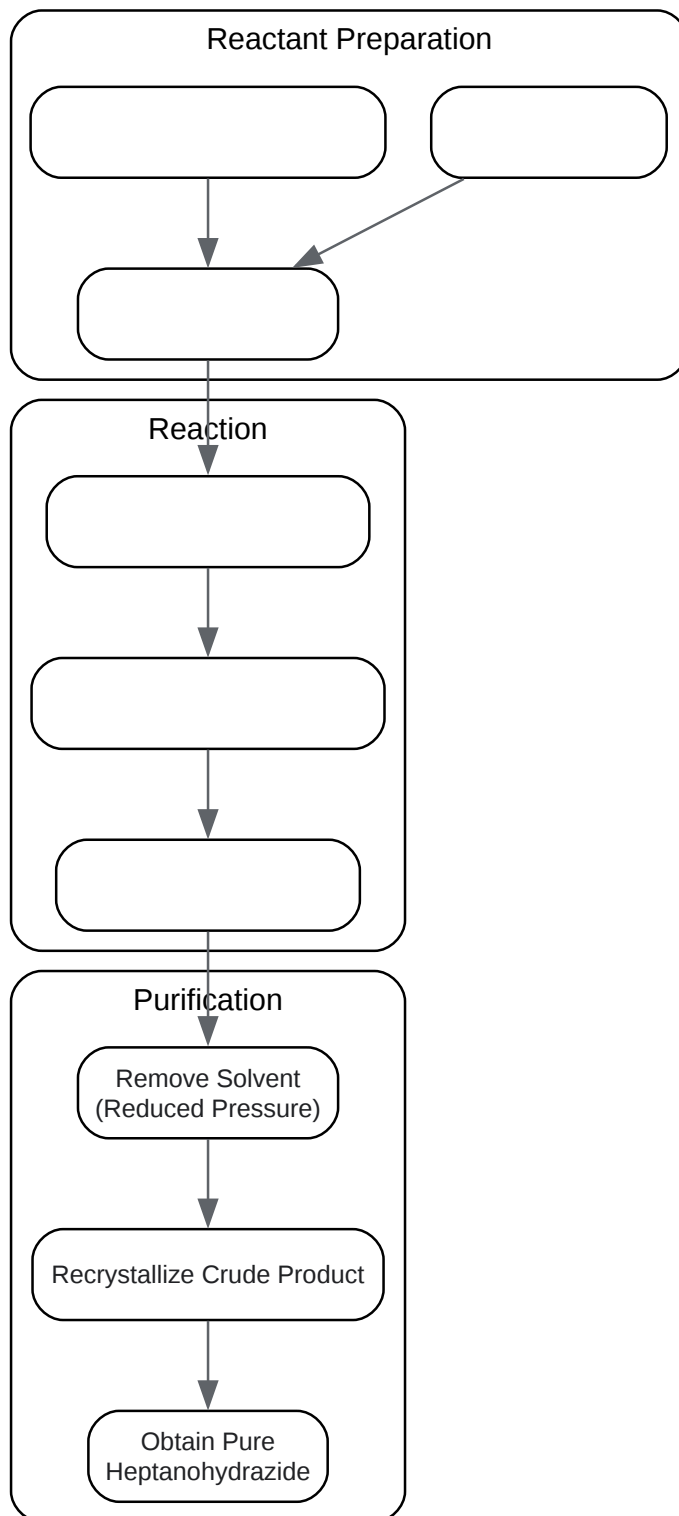 Reactant Preparation
Reaction
Purification
Remove Solvent
(Reduced Pressure)
Recrystallize Crude Product
Obtain Pure
Heptanohydrazide